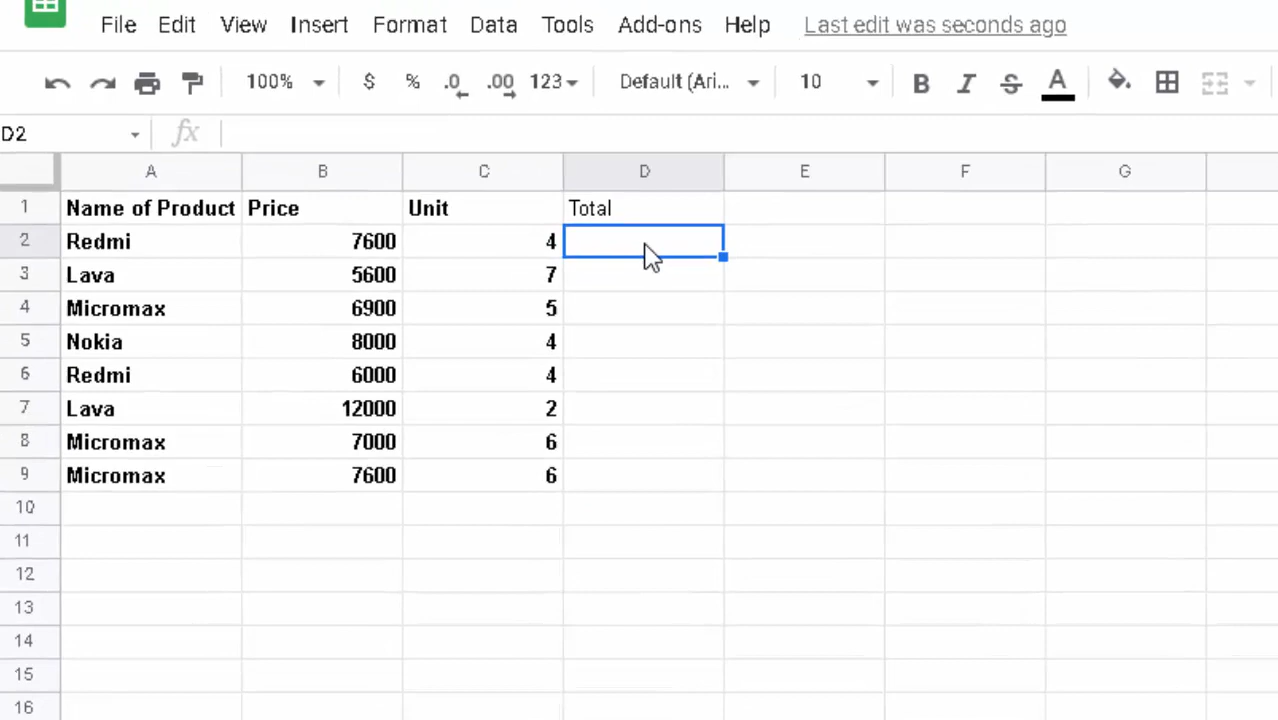 File Edit View Insert Format Data Tools Add-ons Help Last edit was seconds ago
100% $ % .0 .00 123 Default (Ari... 10 B I S A
D2 fx
A B C D E F G
1 Name of Product Price Unit Total
2 Redmi 7600 4
3 Lava 5600 7
4 Micromax 6900 5
5 Nokia 8000 4
6 Redmi 6000 4
7 Lava 12000 2
8 Micromax 7000 6
9 Micromax 7600 6
10
11
12
13
14
15
16